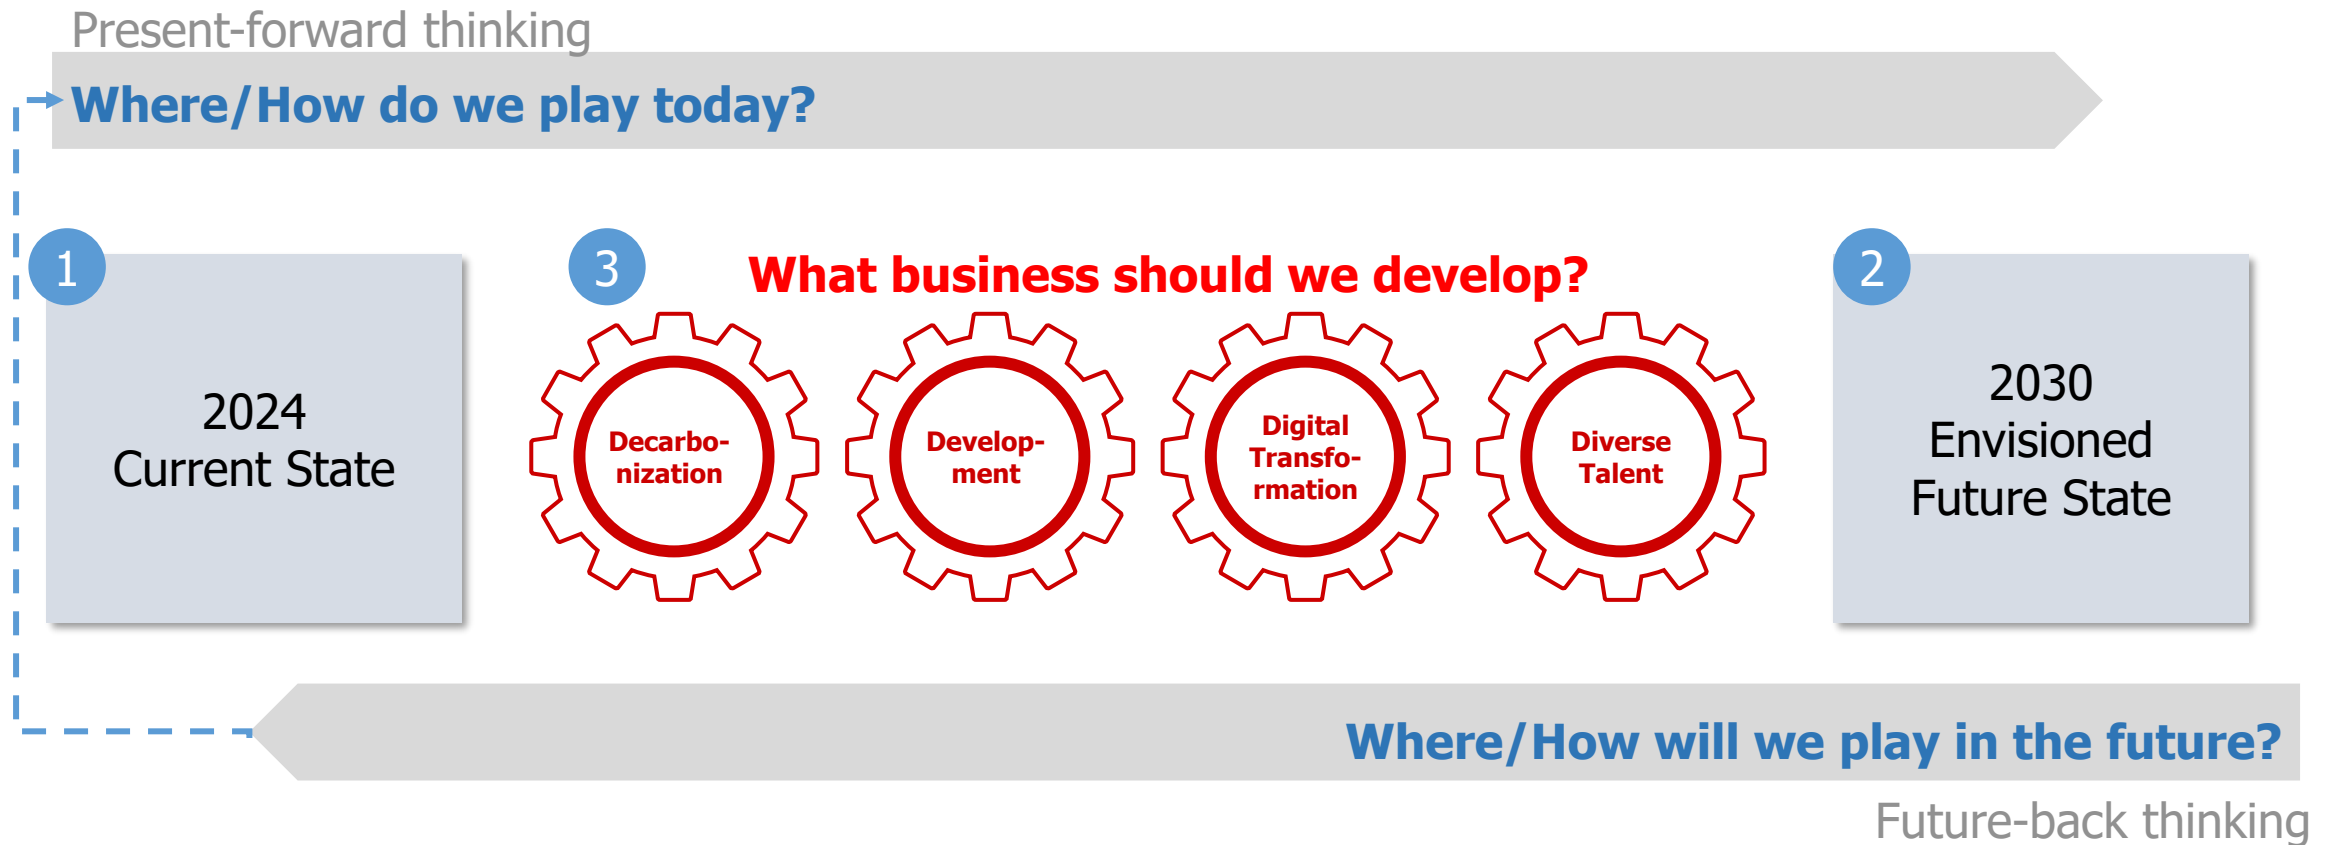 Present-forward thinking
Where/How do we play today?
1
2024
Current State
3
What business should we develop?
Decarbo-
nization
Develop-
ment
Digital
Transfo-
rmation
Diverse
Talent
2
2030
Envisioned
Future State
Where/How will we play in the future?
Future-back thinking